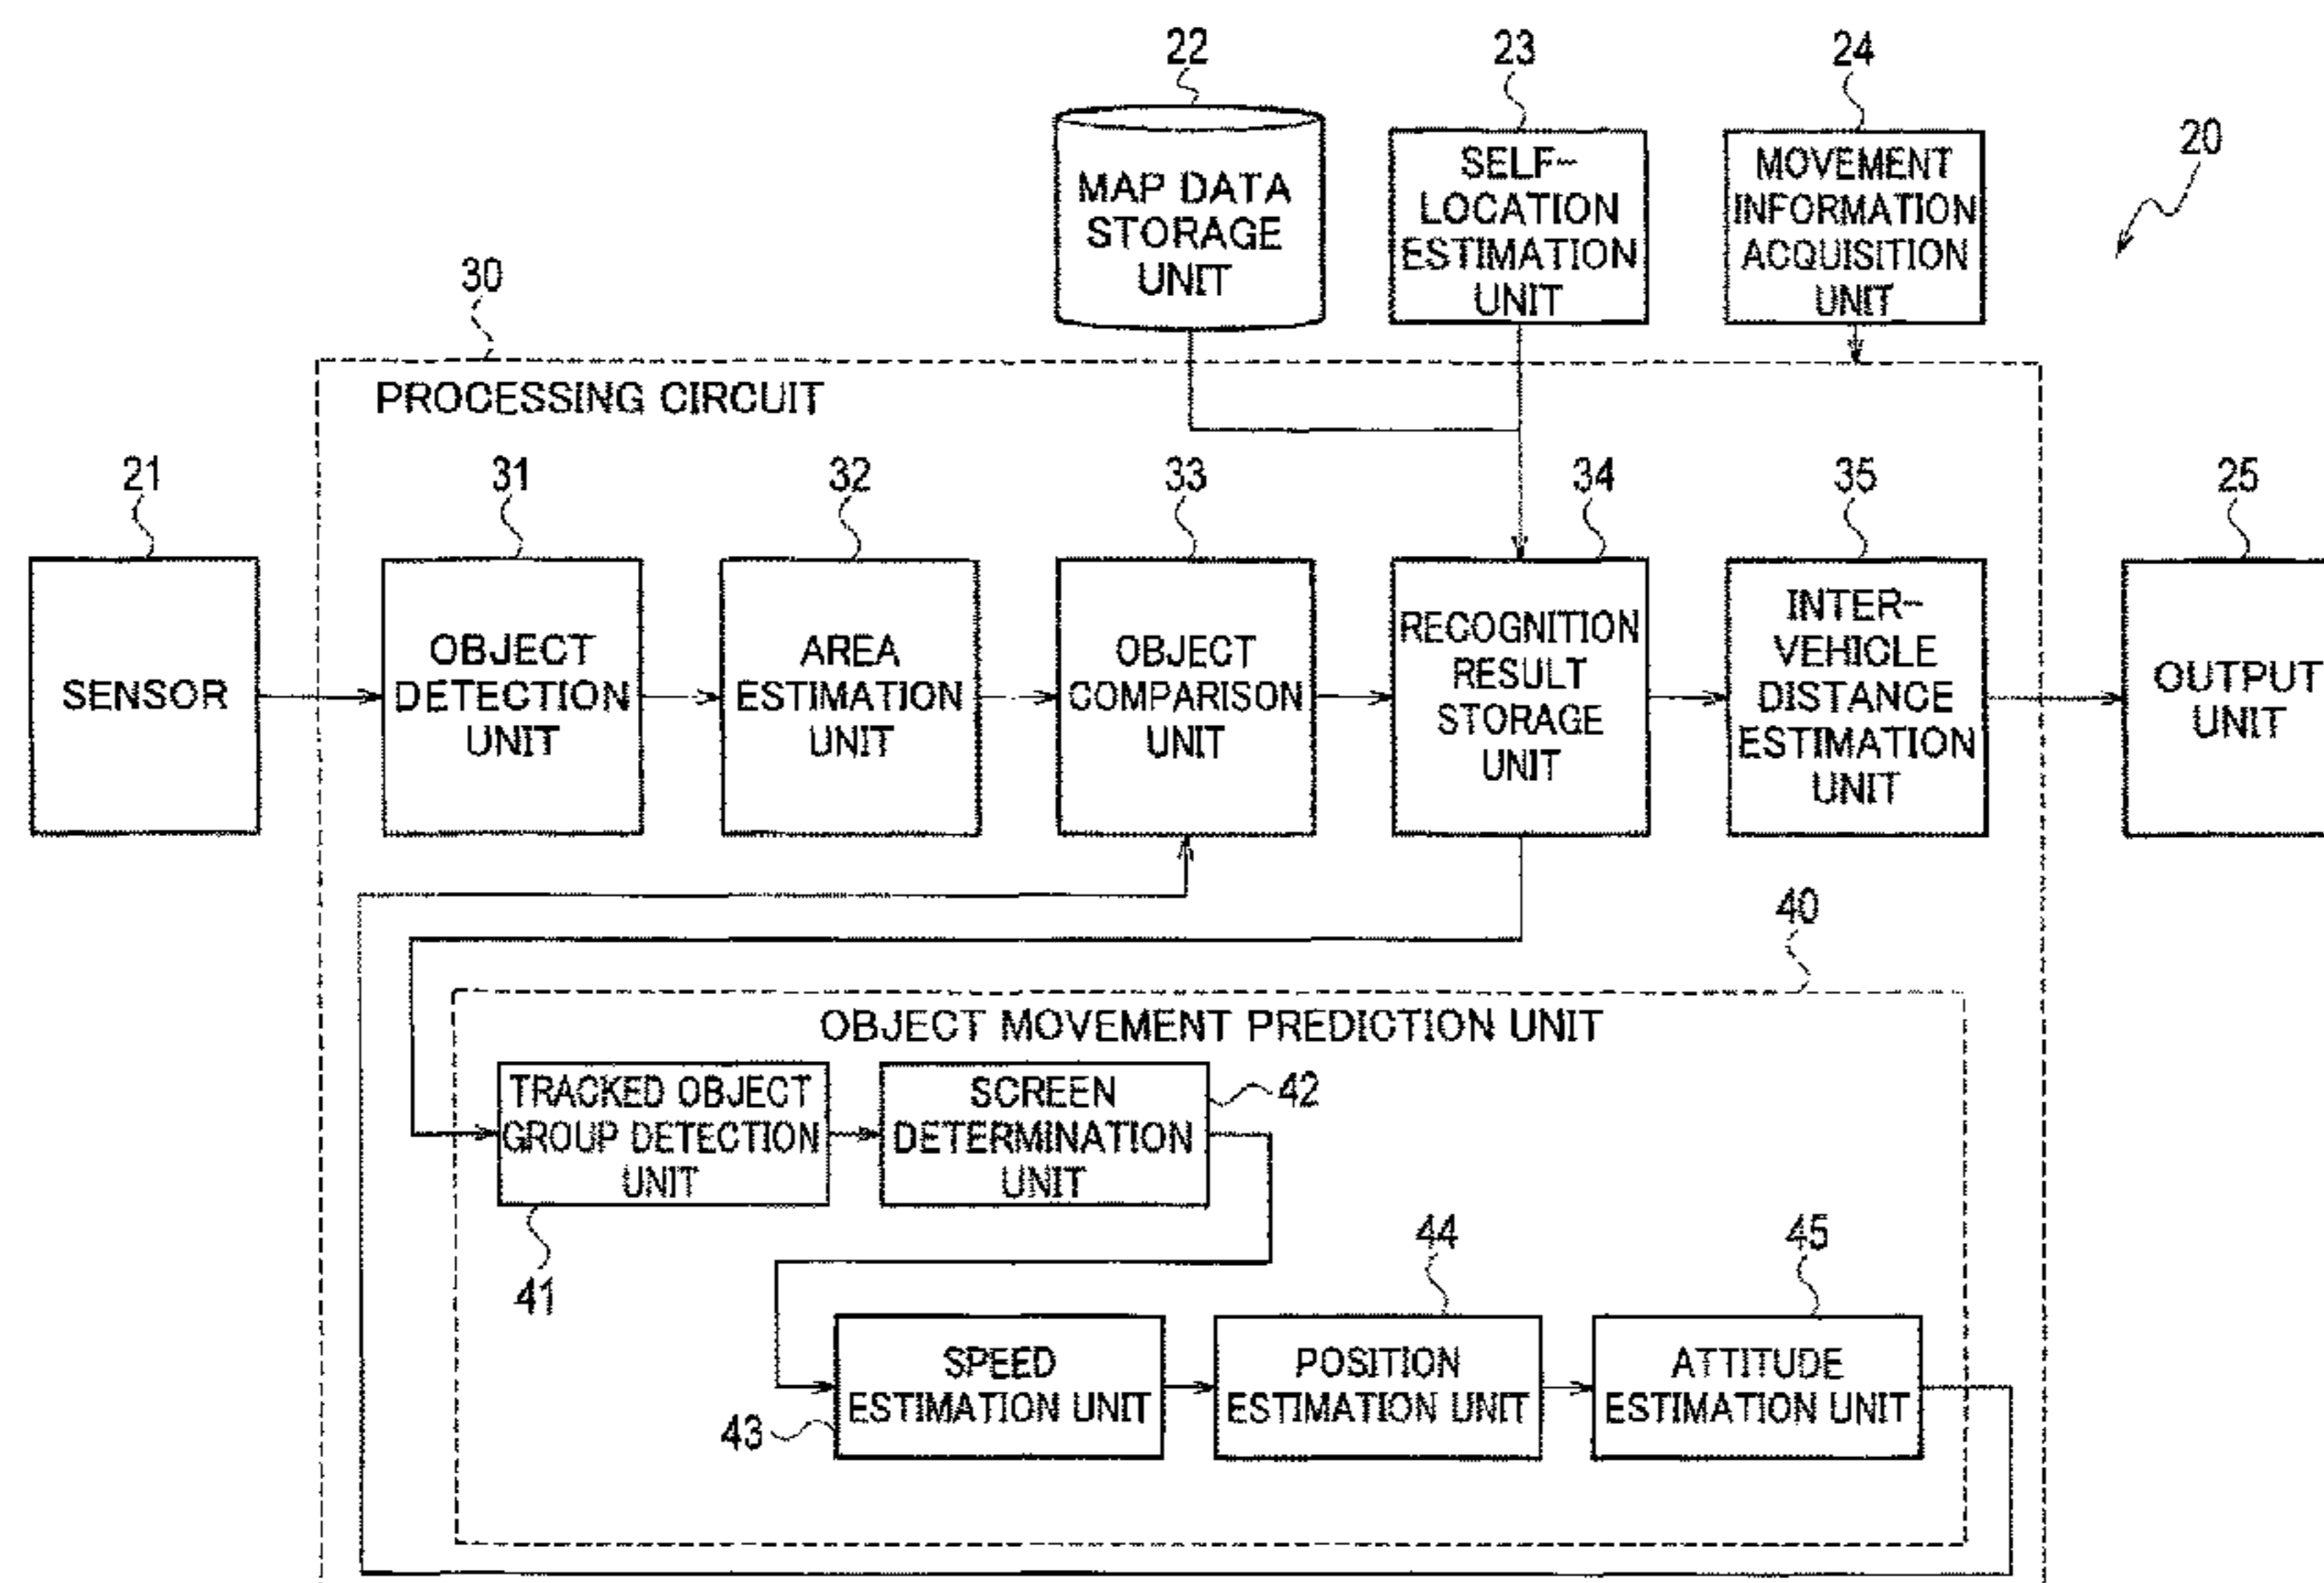 22
23
24
20
MAP DATA
STORAGE
UNIT
SELF-
LOCATION
ESTIMATION
UNIT
MOVEMENT
INFORMATION
ACQUISITION
UNIT
30
PROCESSING CIRCUIT
21
31
32
33
34
35
25
SENSOR
OBJECT
DETECTION
UNIT
AREA
ESTIMATION
UNIT
OBJECT
COMPARISON
UNIT
RECOGNITION
RESULT
STORAGE
UNIT
INTER-
VEHICLE
DISTANCE
ESTIMATION
UNIT
OUTPUT
UNIT
40
OBJECT MOVEMENT PREDICTION UNIT
TRACKED OBJECT
GROUP DETECTION
UNIT
41
SCREEN
DETERMINATION
UNIT
42
44
45
SPEED
ESTIMATION UNIT
43
POSITION
ESTIMATION UNIT
ATTITUDE
ESTIMATION UNIT